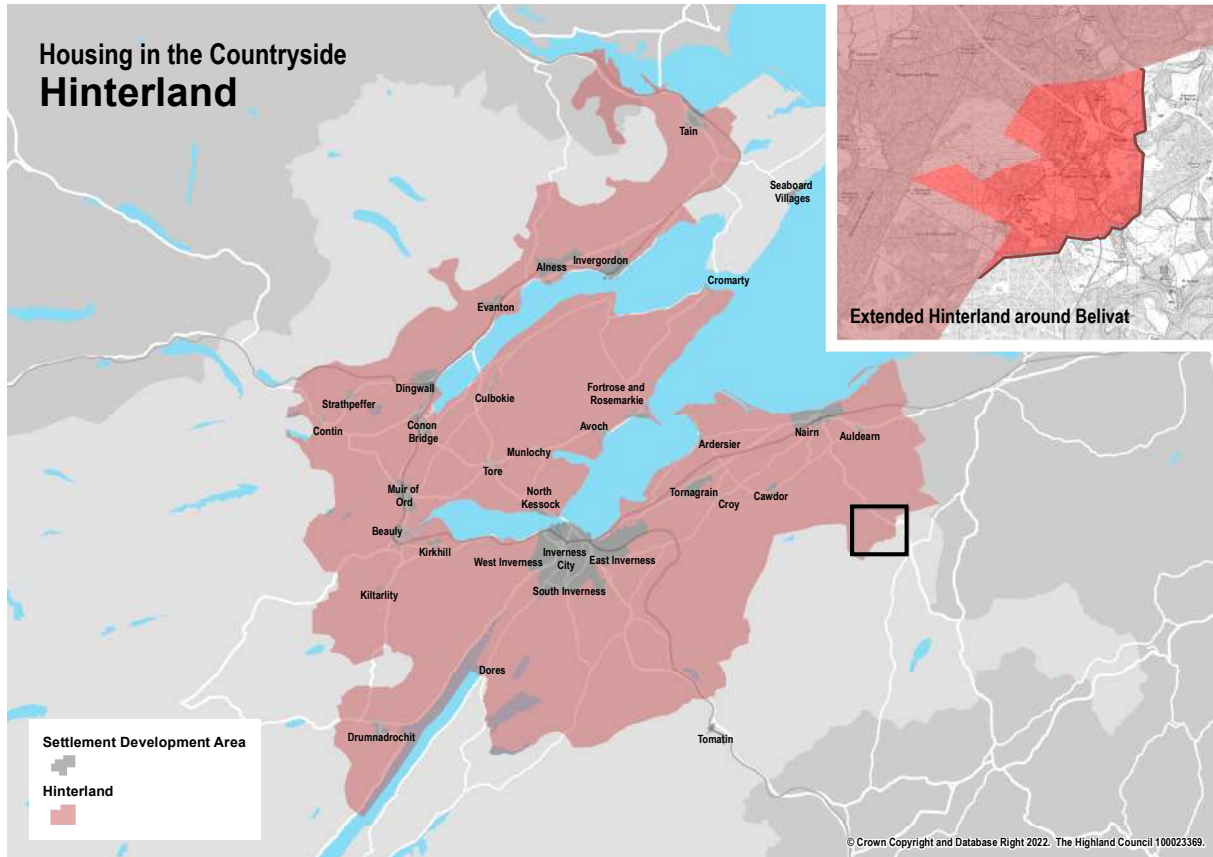 Housing in the Countryside
Hinterland
Tain
Seaboard
Villages
Alness
Invergordon
Cromarty
Evanton
Extended Hinterland around Belivat
Dingwall
Culbokie
Fortrose and
Rosemarkie
Strathpeffer
Contin
Conon
Bridge
Avoch
Nairn
Auldearn
Ardersier
Munlochy
Tore
Muir of
Ord
North
Kessock
Tornagrain
Croy
Cawdor
Beauly
Kirkhill
West Inverness
Inverness
City
East Inverness
South Inverness
Kiltarlity
Dores
Drumnadrochit
Tomatin
Settlement Development Area
Hinterland
© Crown Copyright and Database Right 2022. The Highland Council 100023369.